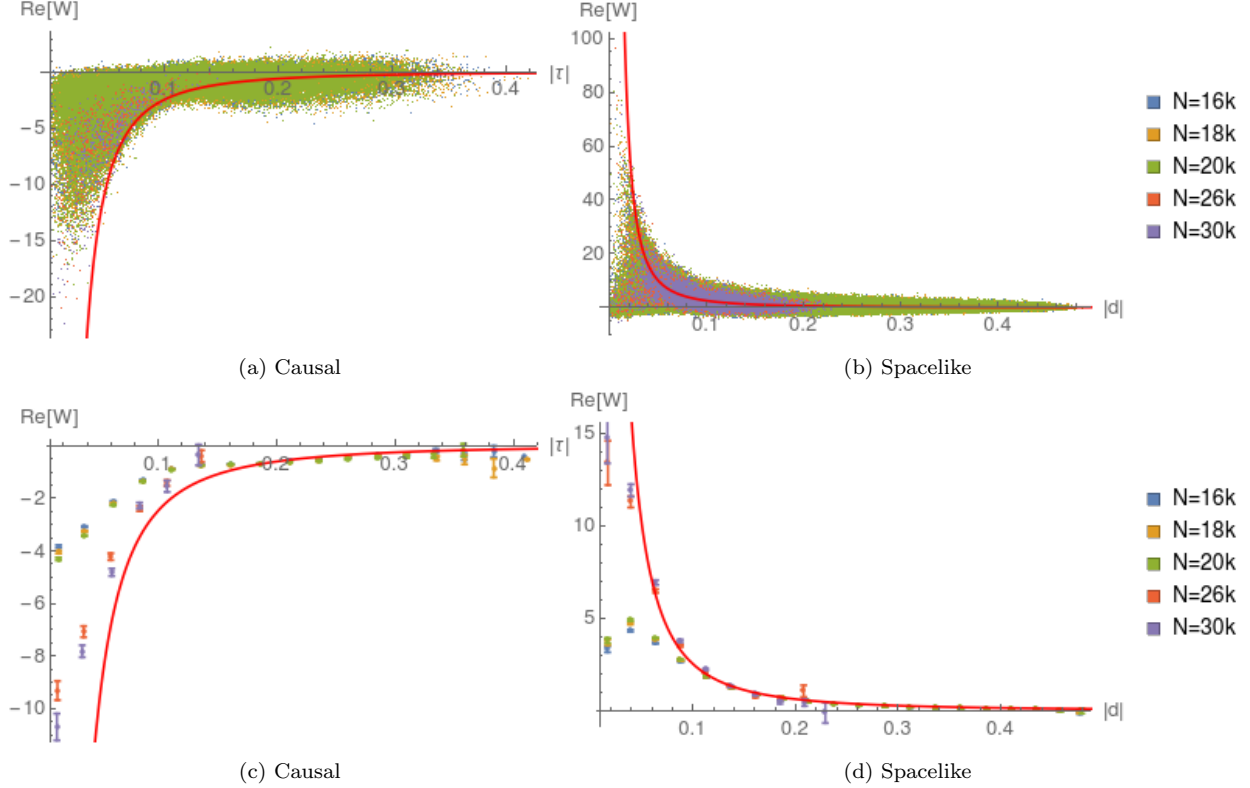 Re[W]
|τ|
0.1 0.2 0.3 0.4
−5
−10
−15
−20
(a) Causal
Re[W]
100
80
60
40
20
0.1 0.2 0.3 0.4
|d|
(b) Spacelike
N=16k
N=18k
N=20k
N=26k
N=30k
Re[W]
|τ|
0.1 0.2 0.3 0.4
−2
−4
−6
−8
−10
(c) Causal
Re[W]
15
10
5
0.1 0.2 0.3 0.4
|d|
(d) Spacelike
N=16k
N=18k
N=20k
N=26k
N=30k